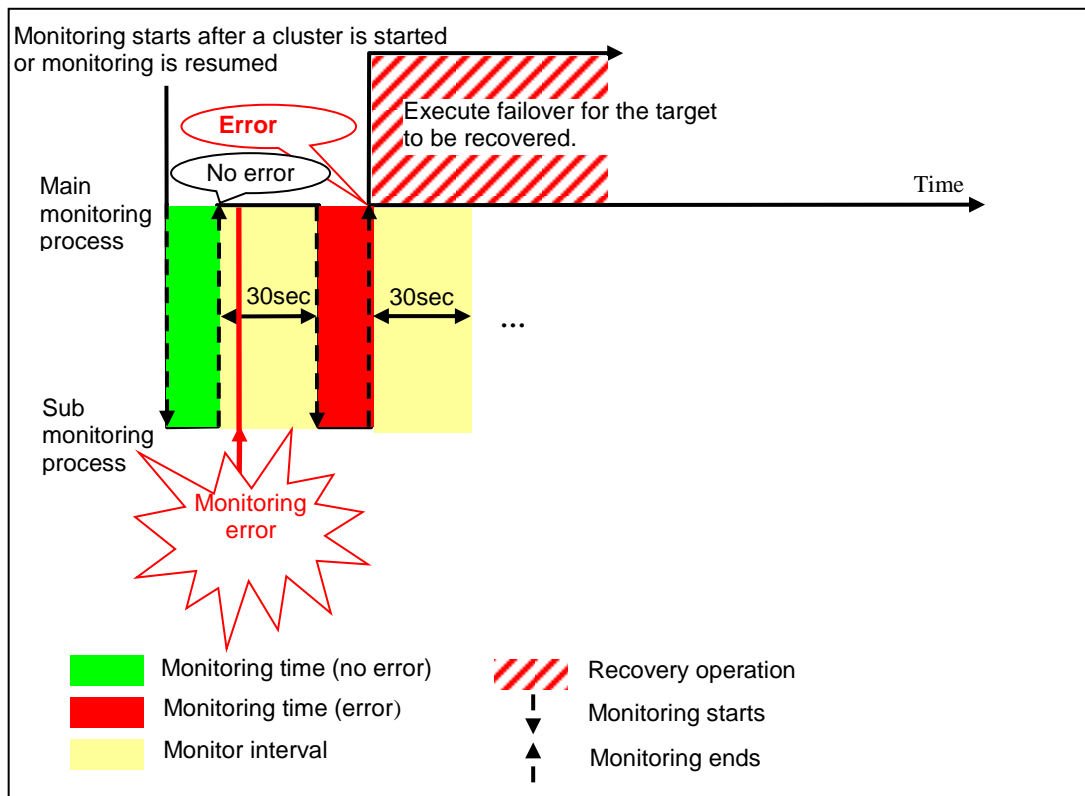 Monitoring starts after a cluster is started
or monitoring is resumed
Error
Execute failover for the target
to be recovered.
No error
Main
monitoring
process
Time
30sec
30sec
...
Sub
monitoring
process
Monitoring
error
Monitoring time (no error)
Recovery operation
Monitoring time (error)
Monitoring starts
Monitor interval
Monitoring ends